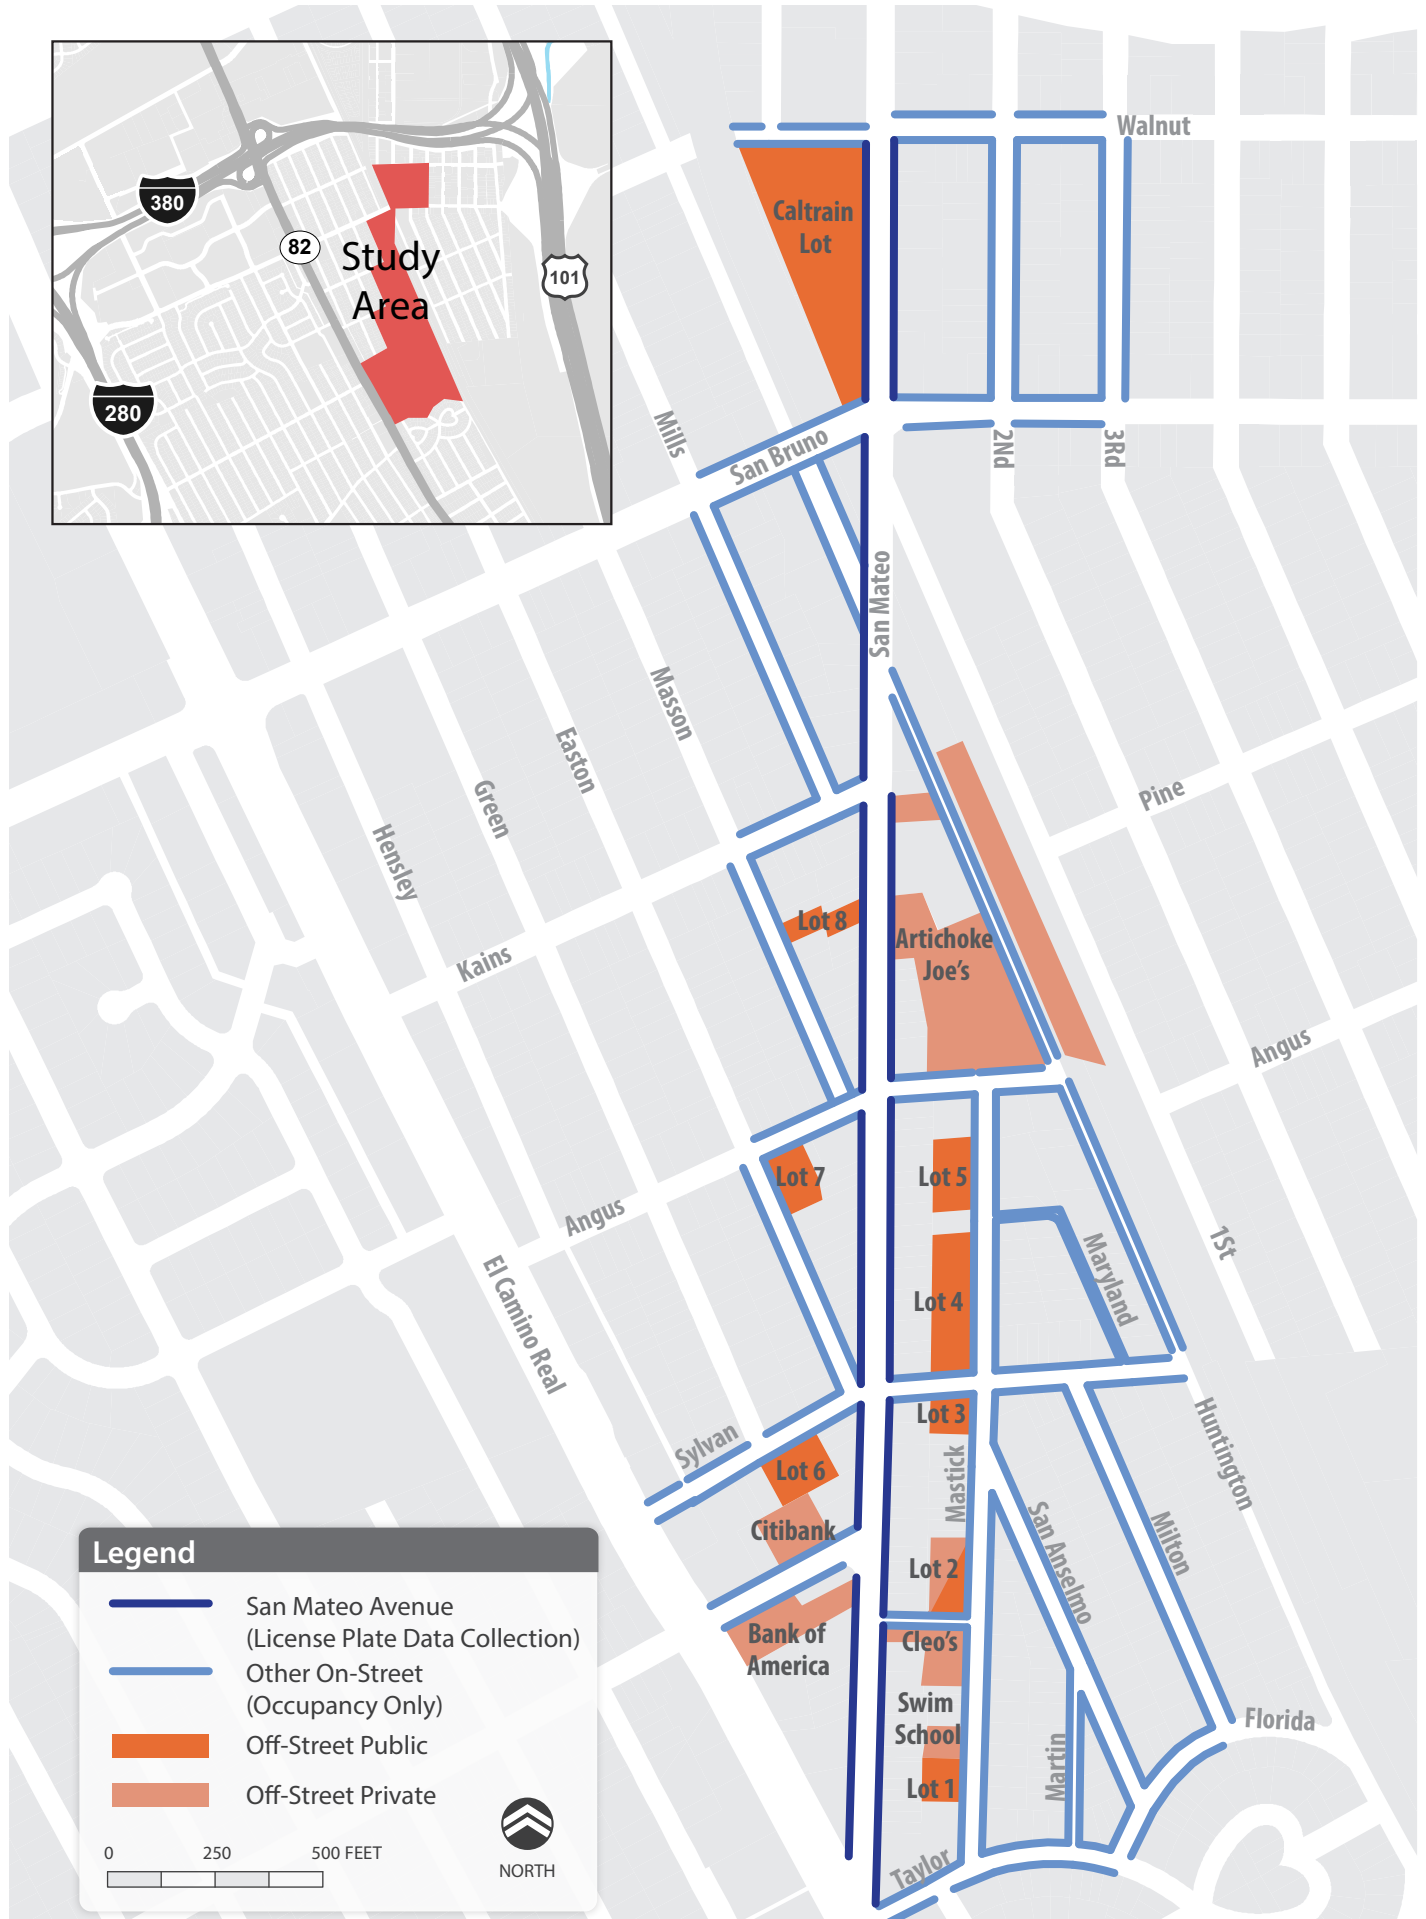 Walnut
380
82
Study
Area
101
280
Caltrain
Lot
Mills
San Bruno
2Nd
3Rd
San Mateo
Masson
Easton
Green
Hensley
Pine
Lot 8
Artichoke
Joe's
Kains
Angus
Lot 7
Lot 5
Angus
1St
Maryland
El Camino Real
Lot 4
Huntington
Lot 3
Sylvan
Lot 6
Mastick
San Anselmo
Milton
Citibank
Lot 2
Bank of
America
Cleo's
Swim
School
Florida
Martin
Lot 1
Taylor
Legend
San Mateo Avenue
(License Plate Data Collection)
Other On-Street
(Occupancy Only)
Off-Street Public
Off-Street Private
0 250 500 FEET
NORTH